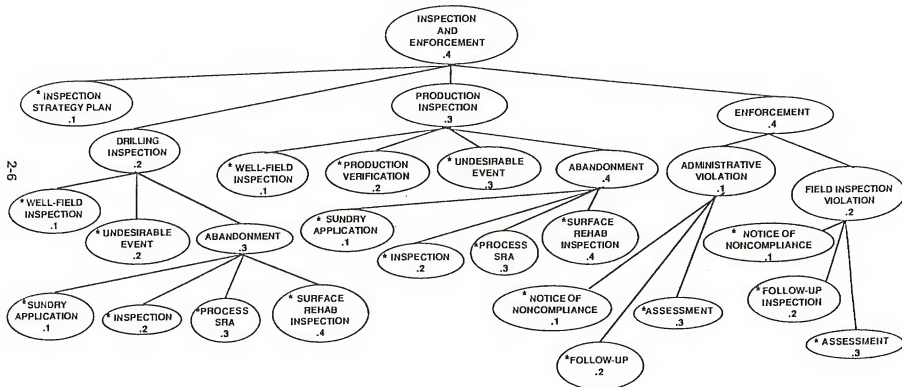 INSPECTION
AND
ENFORCEMENT
.4
* INSPECTION
STRATEGY PLAN
.1
DRILLING
INSPECTION
.2
PRODUCTION
INSPECTION
.3
ENFORCEMENT
.4
* WELL-FIELD
INSPECTION
.1
* UNDESIRABLE
EVENT
.2
ABANDONMENT
.3
* SUNDRY
APPLICATION
.1
* INSPECTION
.2
* PROCESS
SRA
.3
* SURFACE
REHAB
INSPECTION
.4
* WELL-FIELD
INSPECTION
.1
* PRODUCTION
VERIFICATION
.2
* UNDESIRABLE
EVENT
.3
ABANDONMENT
.4
* SUNDRY
APPLICATION
.1
* INSPECTION
.2
* PROCESS
SRA
.3
* SURFACE
REHAB
INSPECTION
.4
ADMINISTRATIVE
VIOLATION
.1
* NOTICE OF
NONCOMPLIANCE
.1
* FOLLOW-UP
.2
* ASSESSMENT
.3
FIELD INSPECTION
VIOLATION
.2
* NOTICE OF
NONCOMPLIANCE
.1
* FOLLOW-UP
INSPECTION
.2
* ASSESSMENT
.3
2-6